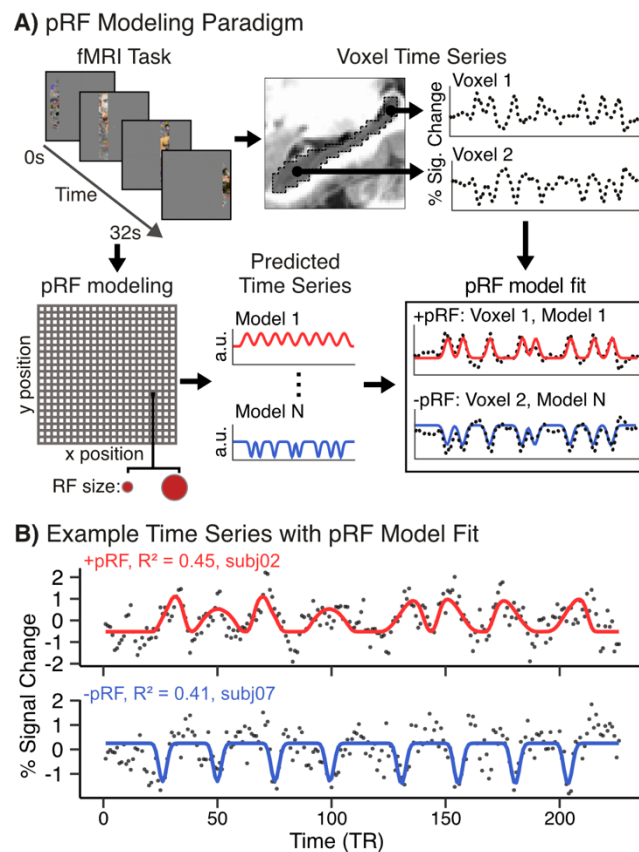 A) pRF Modeling Paradigm
fMRI Task
Voxel Time Series
0s
Time
32s
Voxel 1
Voxel 2
% Sig. Change
pRF modeling
y position
x position
RF size:
Predicted
Time Series
Model 1
a.u.
Model N
a.u.
pRF model fit
+pRF: Voxel 1, Model 1
-pRF: Voxel 2, Model N
B) Example Time Series with pRF Model Fit
+pRF, R² = 0.45, subj02
2
1
0
-1
-2
-pRF, R² = 0.41, subj07
2
1
0
-1
% Signal Change
0 50 100 150 200
Time (TR)